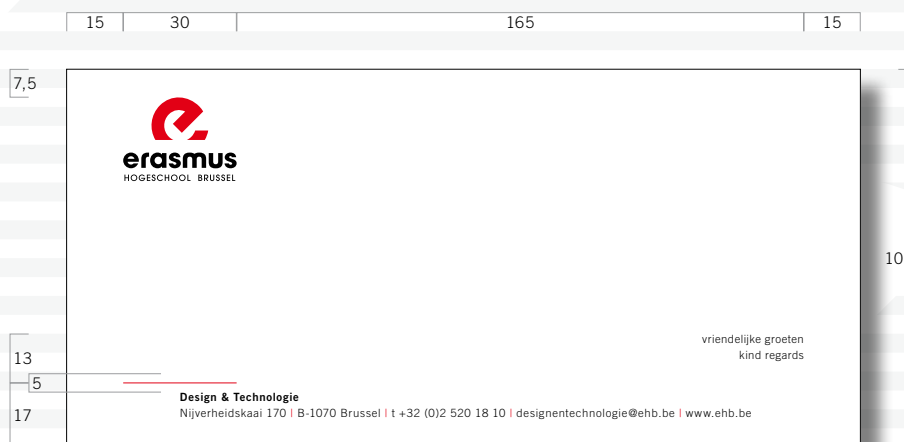 15 30 165 15
7,5
erasmus
HOGESCHOOL BRUSSEL
10
vriendelijke groeten
13
kind regards
5
Design & Technologie
17
Nijverheidskaai 170 | B-1070 Brussel | t +32 (0)2 520 18 10 | designentechnologie@ehb.be | www.ehb.be